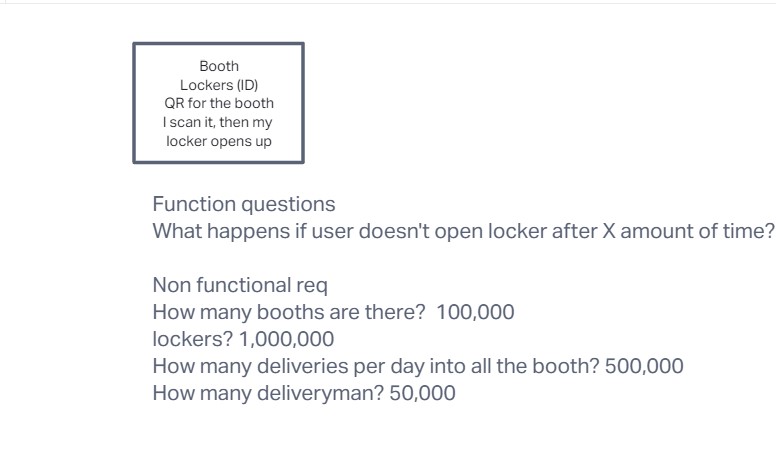 Booth
Lockers (ID)
QR for the booth
I scan it, then my
locker opens up
Function questions
What happens if user doesn't open locker after X amount of time?
Non functional req
How many booths are there?  100,000
lockers? 1,000,000
How many deliveries per day into all the booth? 500,000
How many deliveryman? 50,000